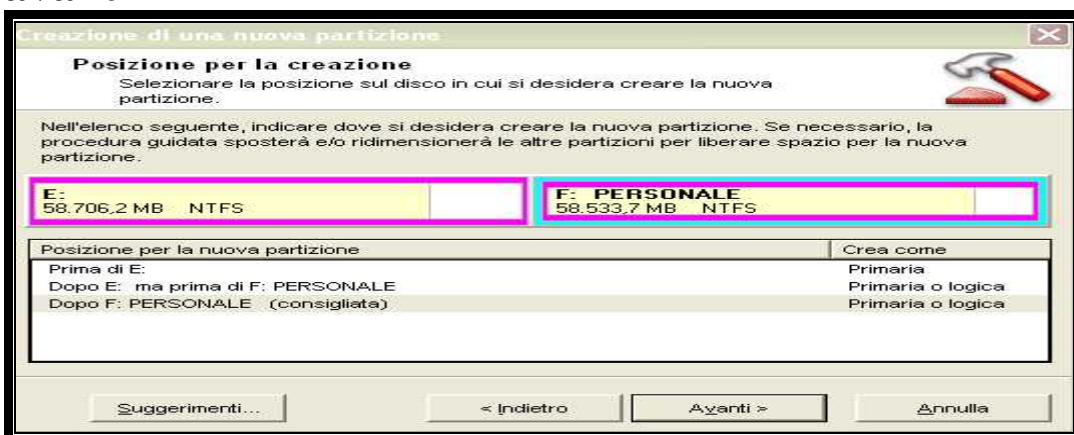 Creazione di una nuova partizione
Posizione per la creazione
Selezionare la posizione sul disco in cui si desidera creare la nuova
partizione.
Nell'elenco seguente, indicare dove si desidera creare la nuova partizione. Se necessario, la
procedura guidata sposterà e/o ridimensionerà le altre partizioni per liberare spazio per la nuova
partizione.
E:
58.706,2 MB NTFS
F: PERSONALE
58.533,7 MB NTFS
Posizione per la nuova partizione Crea come
Prima di E: Primaria
Dopo E: ma prima di F: PERSONALE Primaria o logica
Dopo F: PERSONALE (consigliata) Primaria o logica
Suggerimenti... < Indietro Avanti > Annulla